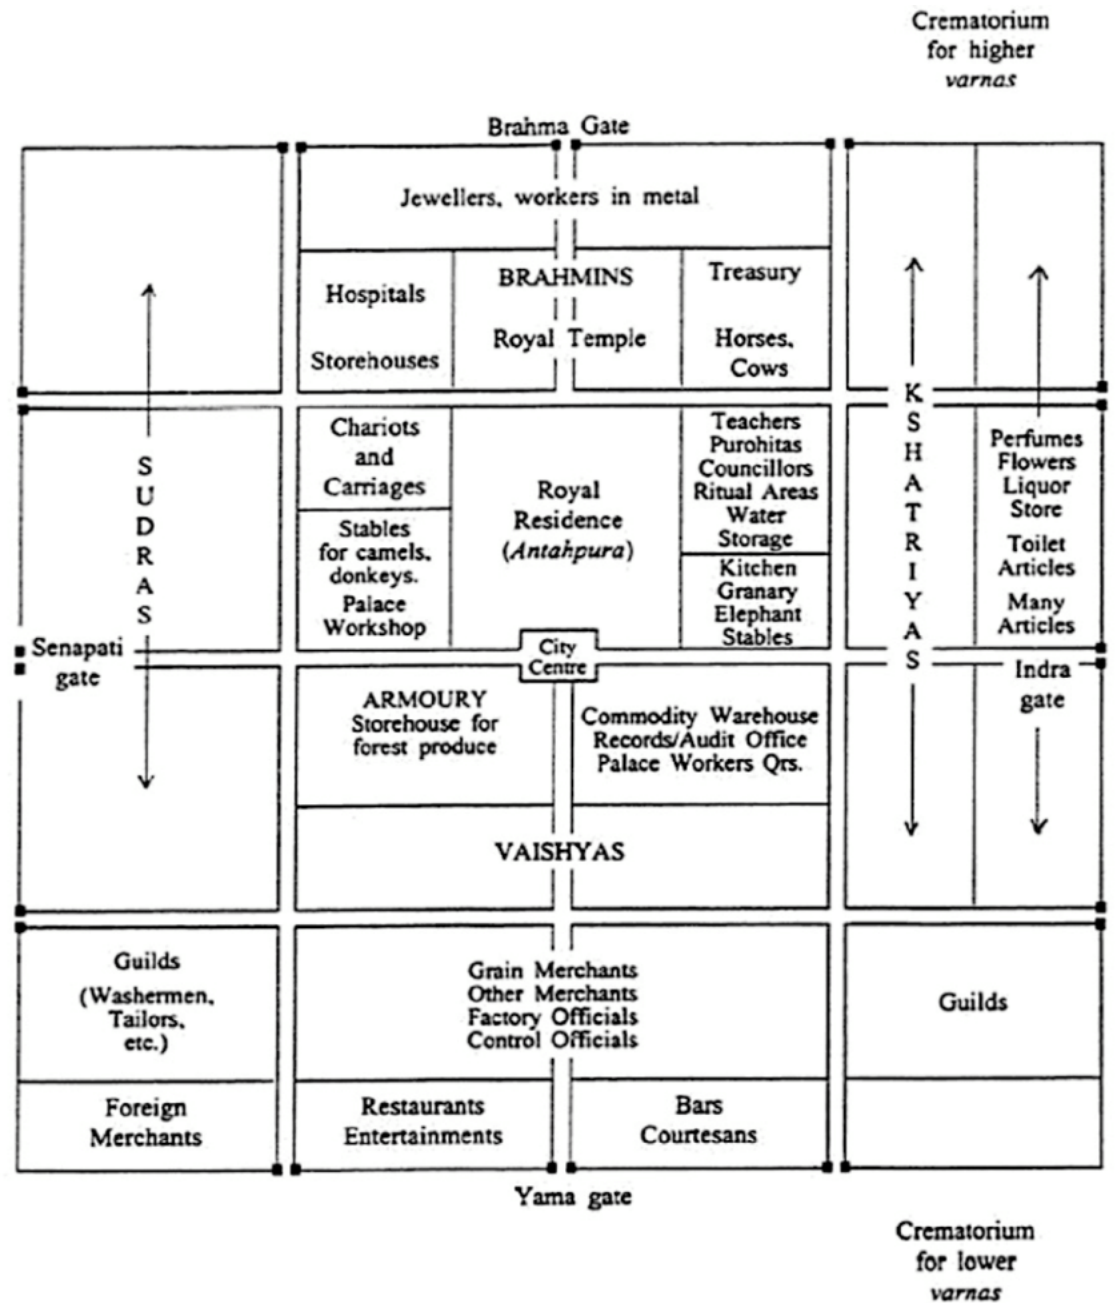 Crematorium
for higher
varnas
Brahma Gate
Jewellers, workers in metal
Hospitals
Storehouses
BRAHMINS
Royal Temple
Treasury
Horses,
Cows
SUDRAS
Chariots
and
Carriages
Stables
for camels,
donkeys.
Palace
Workshop
Royal
Residence
(Antahpura)
Teachers
Purohitas
Councillors
Ritual Areas
Water
Storage
Kitchen
Granary
Elephant
Stables
KSHATRIYAS
Perfumes
Flowers
Liquor
Store
Toilet
Articles
Many
Articles
Senapati
gate
City
Centre
Indra
gate
ARMOURY
Storehouse for
forest produce
Commodity Warehouse
Records/Audit Office
Palace Workers Qrs.
VAISHYAS
Guilds
(Washermen,
Tailors,
etc.)
Grain Merchants
Other Merchants
Factory Officials
Control Officials
Guilds
Foreign
Merchants
Restaurants
Entertainments
Bars
Courtesans
Yama gate
Crematorium
for lower
varnas